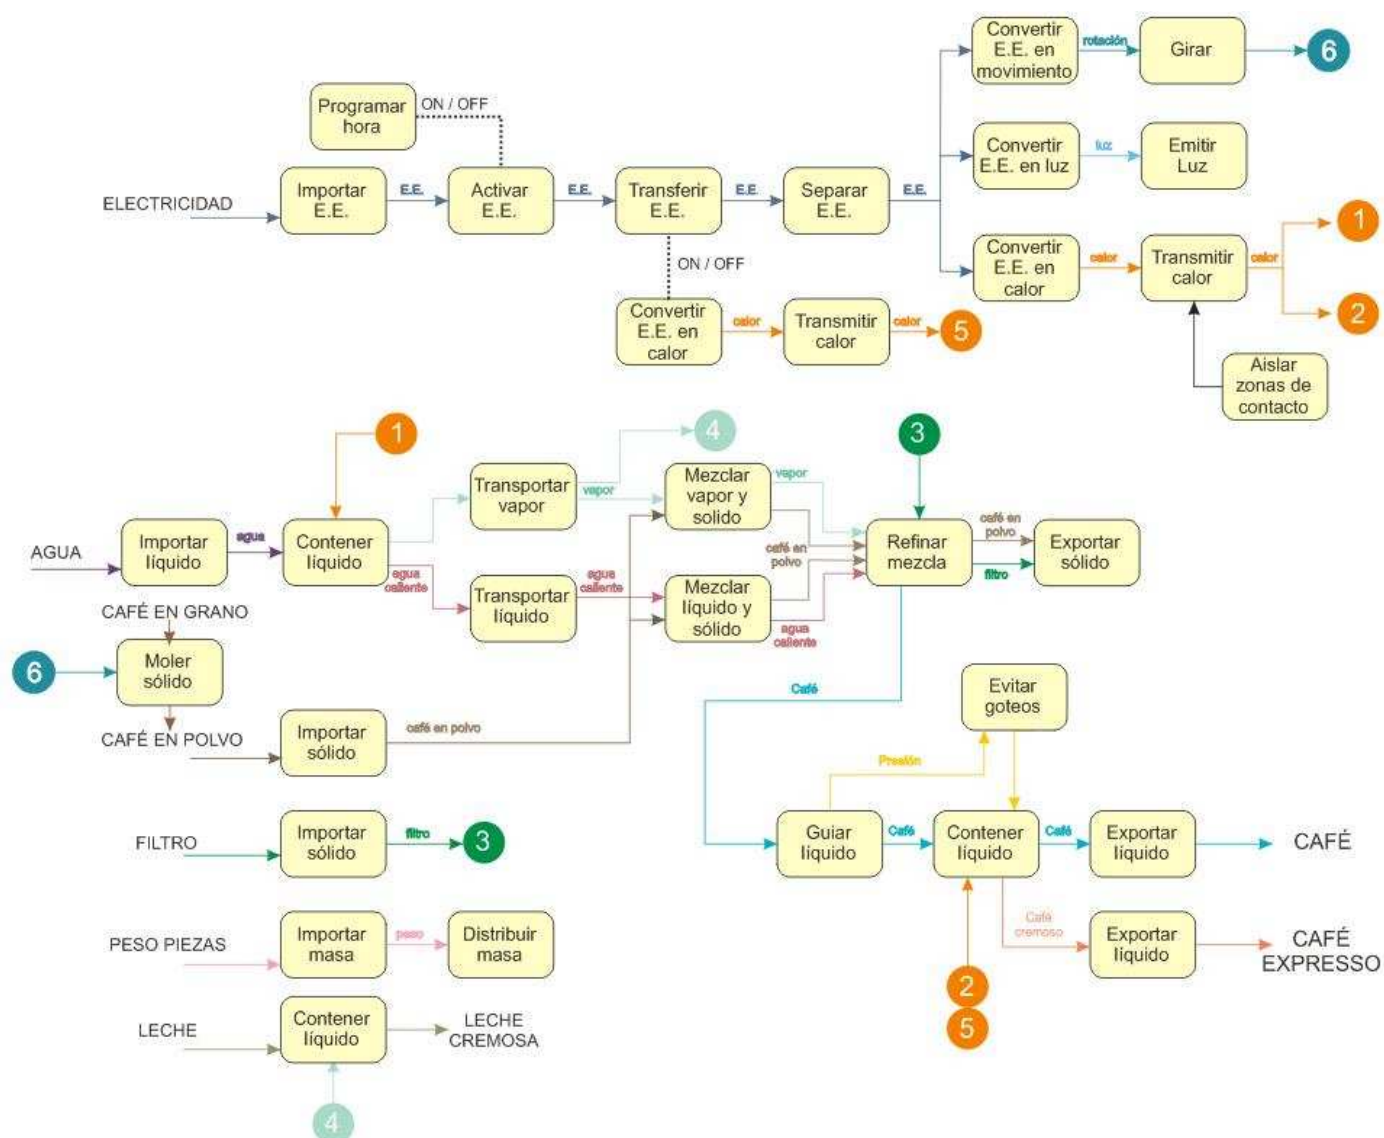 Convertir
E.E. en
movimiento
rotación
Girar
6
Programar
hora
ON / OFF
Convertir
E.E. en luz
luz
Emitir
Luz
ELECTRICIDAD
Importar
E.E.
E.E.
Activar
E.E.
E.E.
Transferir
E.E.
E.E.
Separar
E.E.
E.E.
ON / OFF
Convertir
E.E. en
calor
calor
Transmitir
calor
calor
1
2
Convertir
E.E. en
calor
calor
Transmitir
calor
calor
5
Aislar
zonas de
contacto
1
4
3
Transportar
vapor
vapor
Mezclar
vapor y
solido
vapor
AGUA
Importar
líquido
agua
Contener
líquido
agua
caliente
Transportar
líquido
agua
caliente
Mezclar
líquido y
sólido
café en
polvo
agua
caliente
Refinar
mezcla
café en
polvo
filtro
Exportar
sólido
CAFÉ EN GRANO
6
Moler
sólido
CAFÉ EN POLVO
Importar
sólido
café en polvo
Café
Evitar
goteos
Presión
FILTRO
Importar
sólido
filtro
3
Guiar
líquido
Café
Contener
líquido
Café
Exportar
líquido
CAFÉ
PESO PIEZAS
Importar
masa
peso
Distribuir
masa
Café
cremoso
Exportar
líquido
CAFÉ
EXPRESSO
2
5
LECHE
Contener
líquido
LECHE
CREMOSA
4